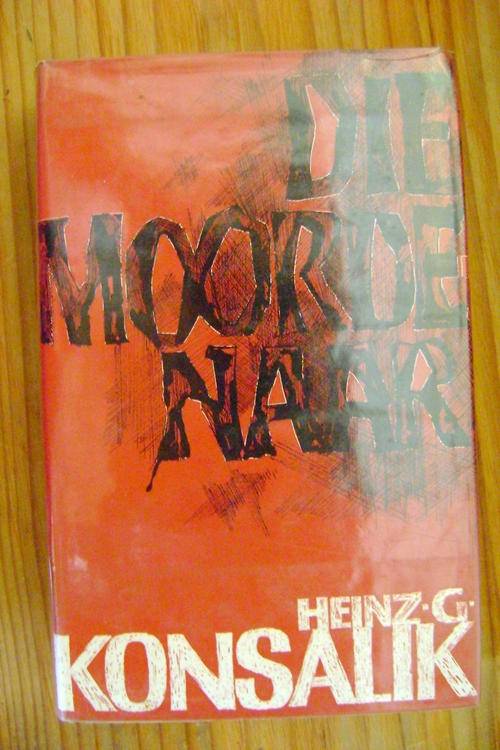 DIE
MOORDE
NAAR
HEINZ·G·
KONSALIK